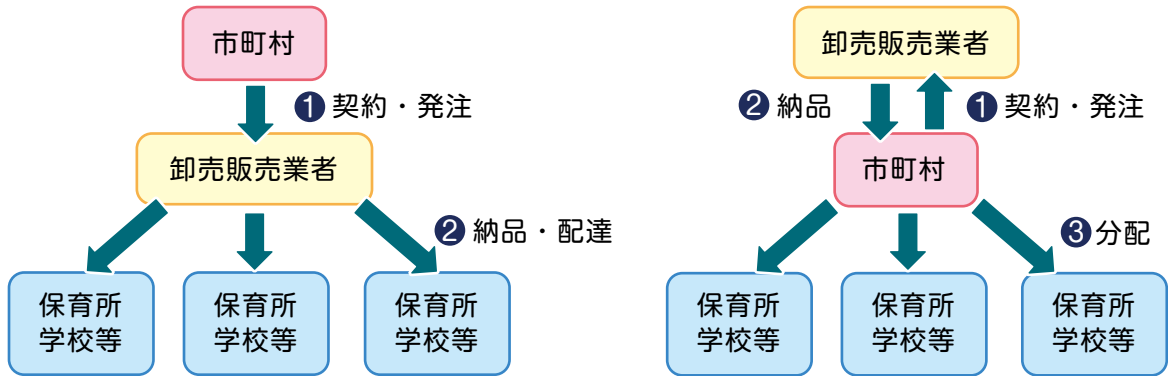 市町村
❶契約・発注
卸売販売業者
❷納品・配達
保育所
学校等
保育所
学校等
保育所
学校等
卸売販売業者
❷納品
❶契約・発注
市町村
❸分配
保育所
学校等
保育所
学校等
保育所
学校等